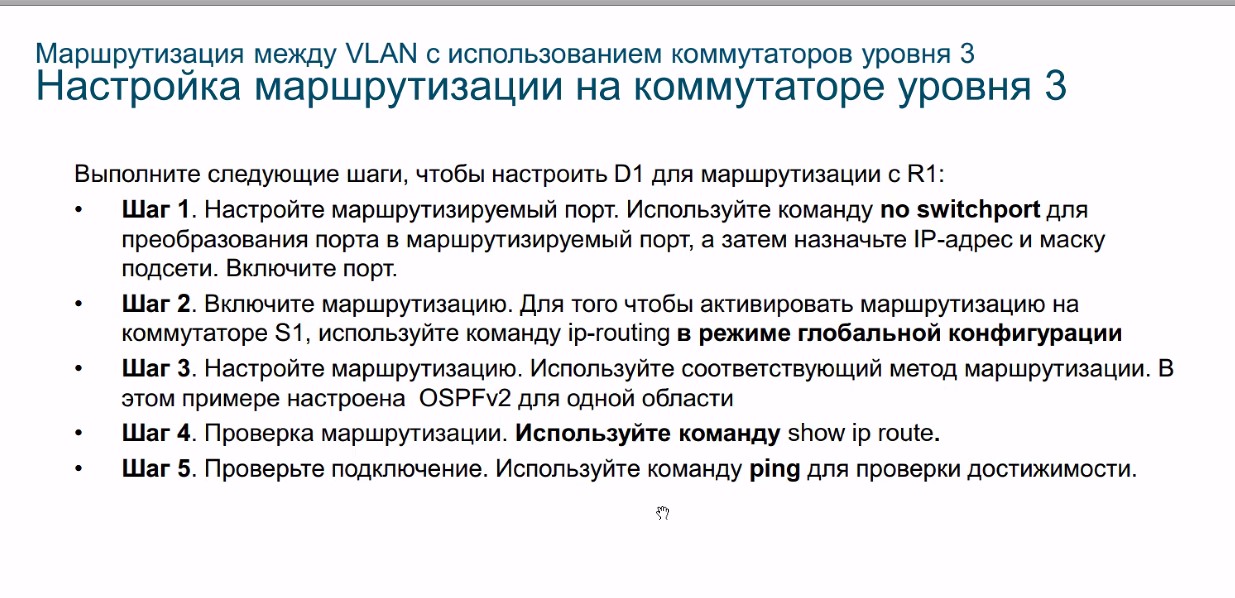 Маршрутизация между VLAN с использованием коммутаторов уровня 3
Настройка маршрутизации на коммутаторе уровня 3
Выполните следующие шаги, чтобы настроить D1 для маршрутизации с R1:
• Шаг 1. Настройте маршрутизируемый порт. Используйте команду no switchport для
преобразования порта в маршрутизируемый порт, а затем назначьте IP-адрес и маску
подсети. Включите порт.
• Шаг 2. Включите маршрутизацию. Для того чтобы активировать маршрутизацию на
коммутаторе S1, используйте команду ip-routing в режиме глобальной конфигурации
• Шаг 3. Настройте маршрутизацию. Используйте соответствующий метод маршрутизации. В
этом примере настроена OSPFv2 для одной области
• Шаг 4. Проверка маршрутизации. Используйте команду show ip route.
• Шаг 5. Проверьте подключение. Используйте команду ping для проверки достижимости.